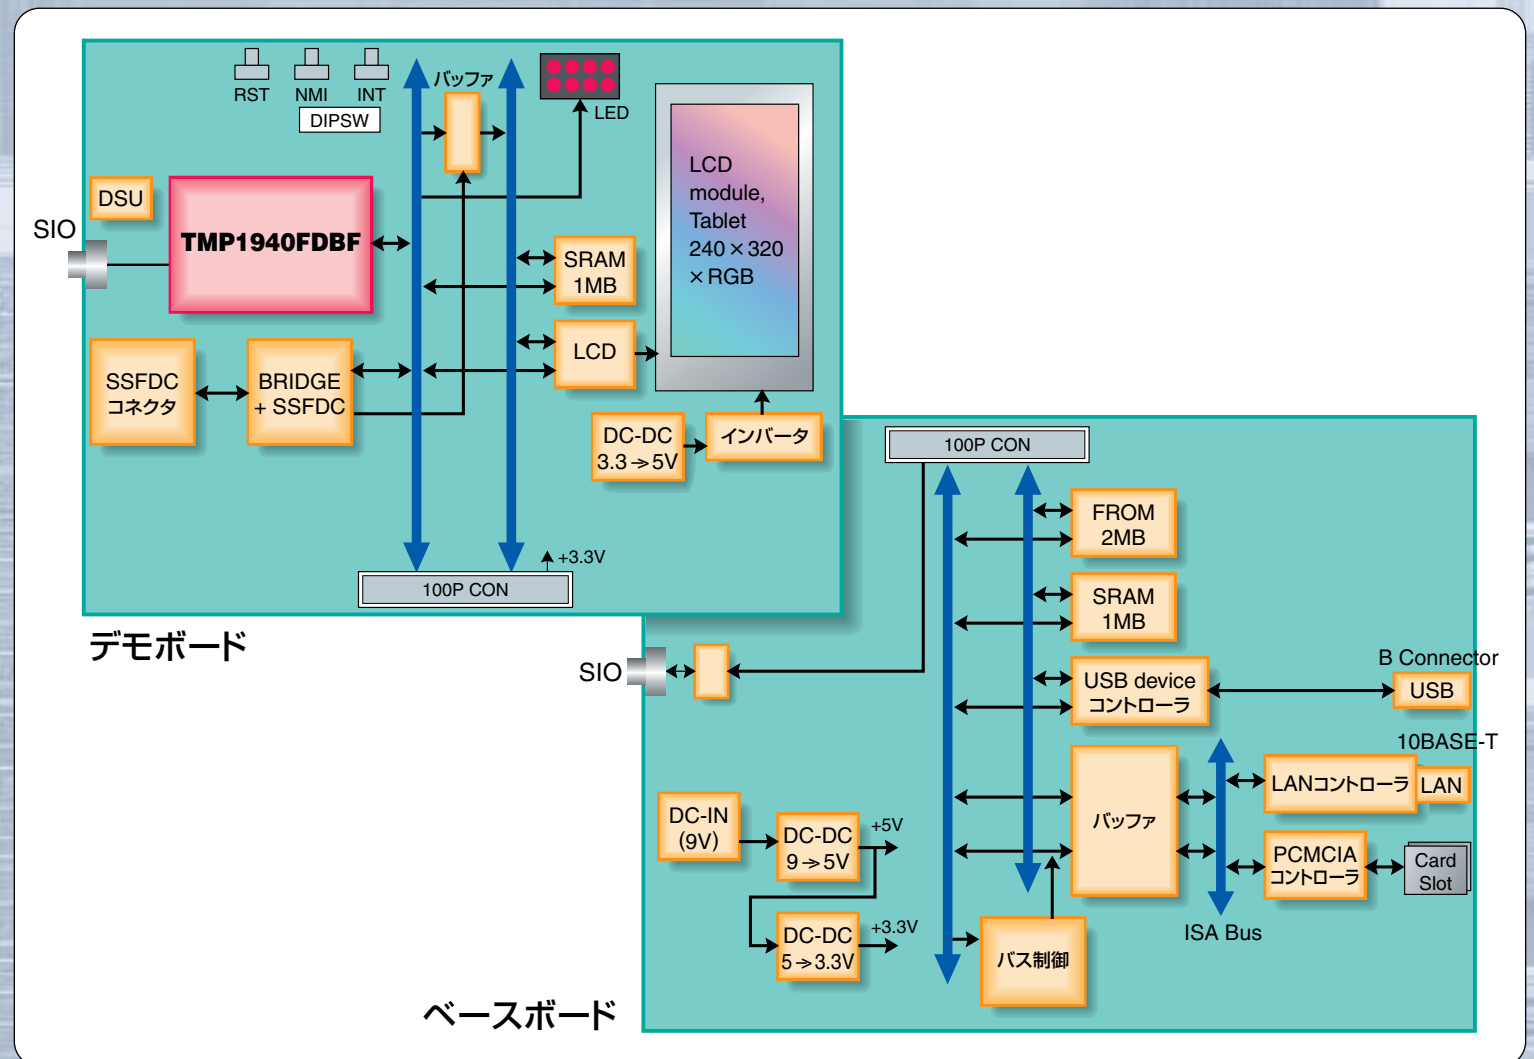 RST
NMI
INT
DIPSW
バッファ
LED
DSU
SIO
TMP1940FDBF
LCD
module,
Tablet
240×320
×RGB
SRAM
1MB
LCD
SSFDC
コネクタ
BRIDGE
+ SSFDC
DC-DC
3.3→5V
インバータ
+3.3V
100P CON
デモボード
100P CON
FROM
2MB
SRAM
1MB
SIO
USB device
コントローラ
B Connector
USB
10BASE-T
LANコントローラ
LAN
バッファ
DC-IN
(9V)
DC-DC
9→5V
+5V
PCMCIA
コントローラ
Card
Slot
ISA Bus
DC-DC
5→3.3V
+3.3V
バス制御
ベースボード